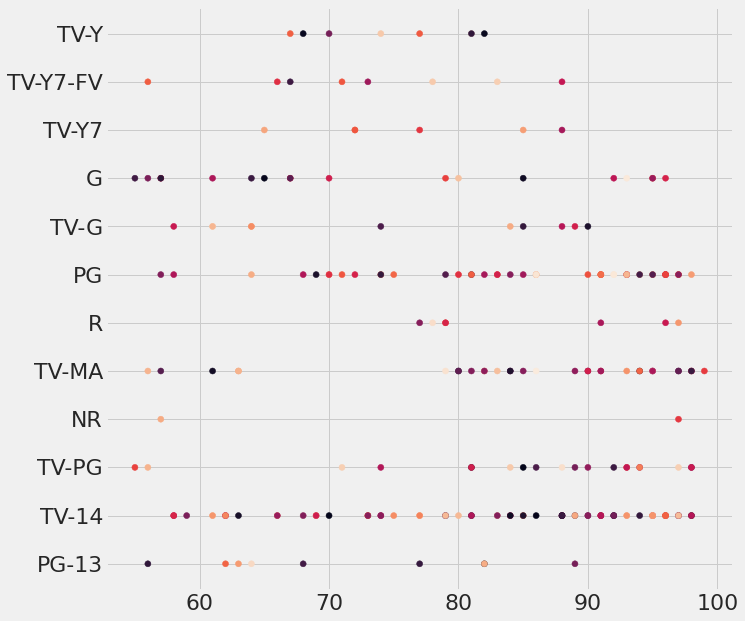 TV-Y
TV-Y7-FV
TV-Y7
G
TV-G
PG
R
TV-MA
NR
TV-PG
TV-14
PG-13
60 70 80 90 100